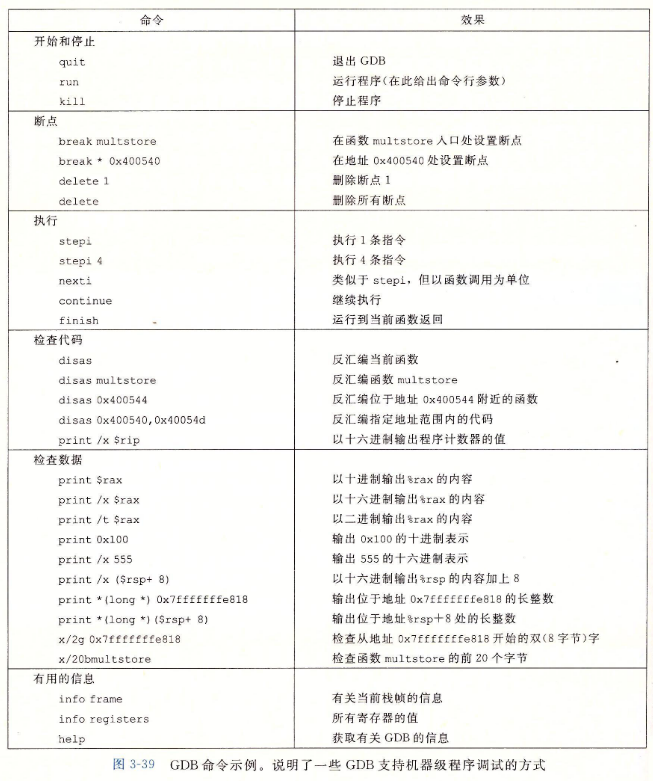 命令 效果
开始和停止
quit 退出 GDB
run 运行程序(在此给出命令行参数)
kill 停止程序
断点
break multstore 在函数 multstore 入口处设置断点
break * 0x400540 在地址 0x400540 处设置断点
delete 1 删除断点 1
delete 删除所有断点
执行
stepi 执行 1 条指令
stepi 4 执行 4 条指令
nexti 类似于 stepi，但以函数调用为单位
continue 继续执行
finish 运行到当前函数返回
检查代码
disas 反汇编当前函数
disas multstore 反汇编函数 multstore
disas 0x400544 反汇编位于地址 0x400544 附近的函数
disas 0x400540,0x40054d 反汇编指定地址范围内的代码
print /x $rip 以十六进制输出程序计数器的值
检查数据
print $rax 以十进制输出%rax 的内容
print /x $rax 以十六进制输出%rax 的内容
print /t $rax 以二进制输出%rax 的内容
print 0x100 输出 0x100 的十进制表示
print /x 555 输出 555 的十六进制表示
print /x ($rsp+ 8) 以十六进制输出%rsp 的内容加上 8
print *(long *) 0x7fffffffe818 输出位于地址 0x7fffffffe818 的长整数
print *(long *) ($rsp+ 8) 输出位于地址%rsp+8 处的长整数
x/2g 0x7fffffffe818 检查从地址 0x7fffffffe818 开始的双(8 字节)字
x/20bmultstore 检查函数 multstore 的前 20 个字节
有用的信息
info frame 有关当前栈帧的信息
info registers 所有寄存器的值
help 获取有关 GDB 的信息
图 3-39 GDB 命令示例。说明了一些 GDB 支持机器级程序调试的方式